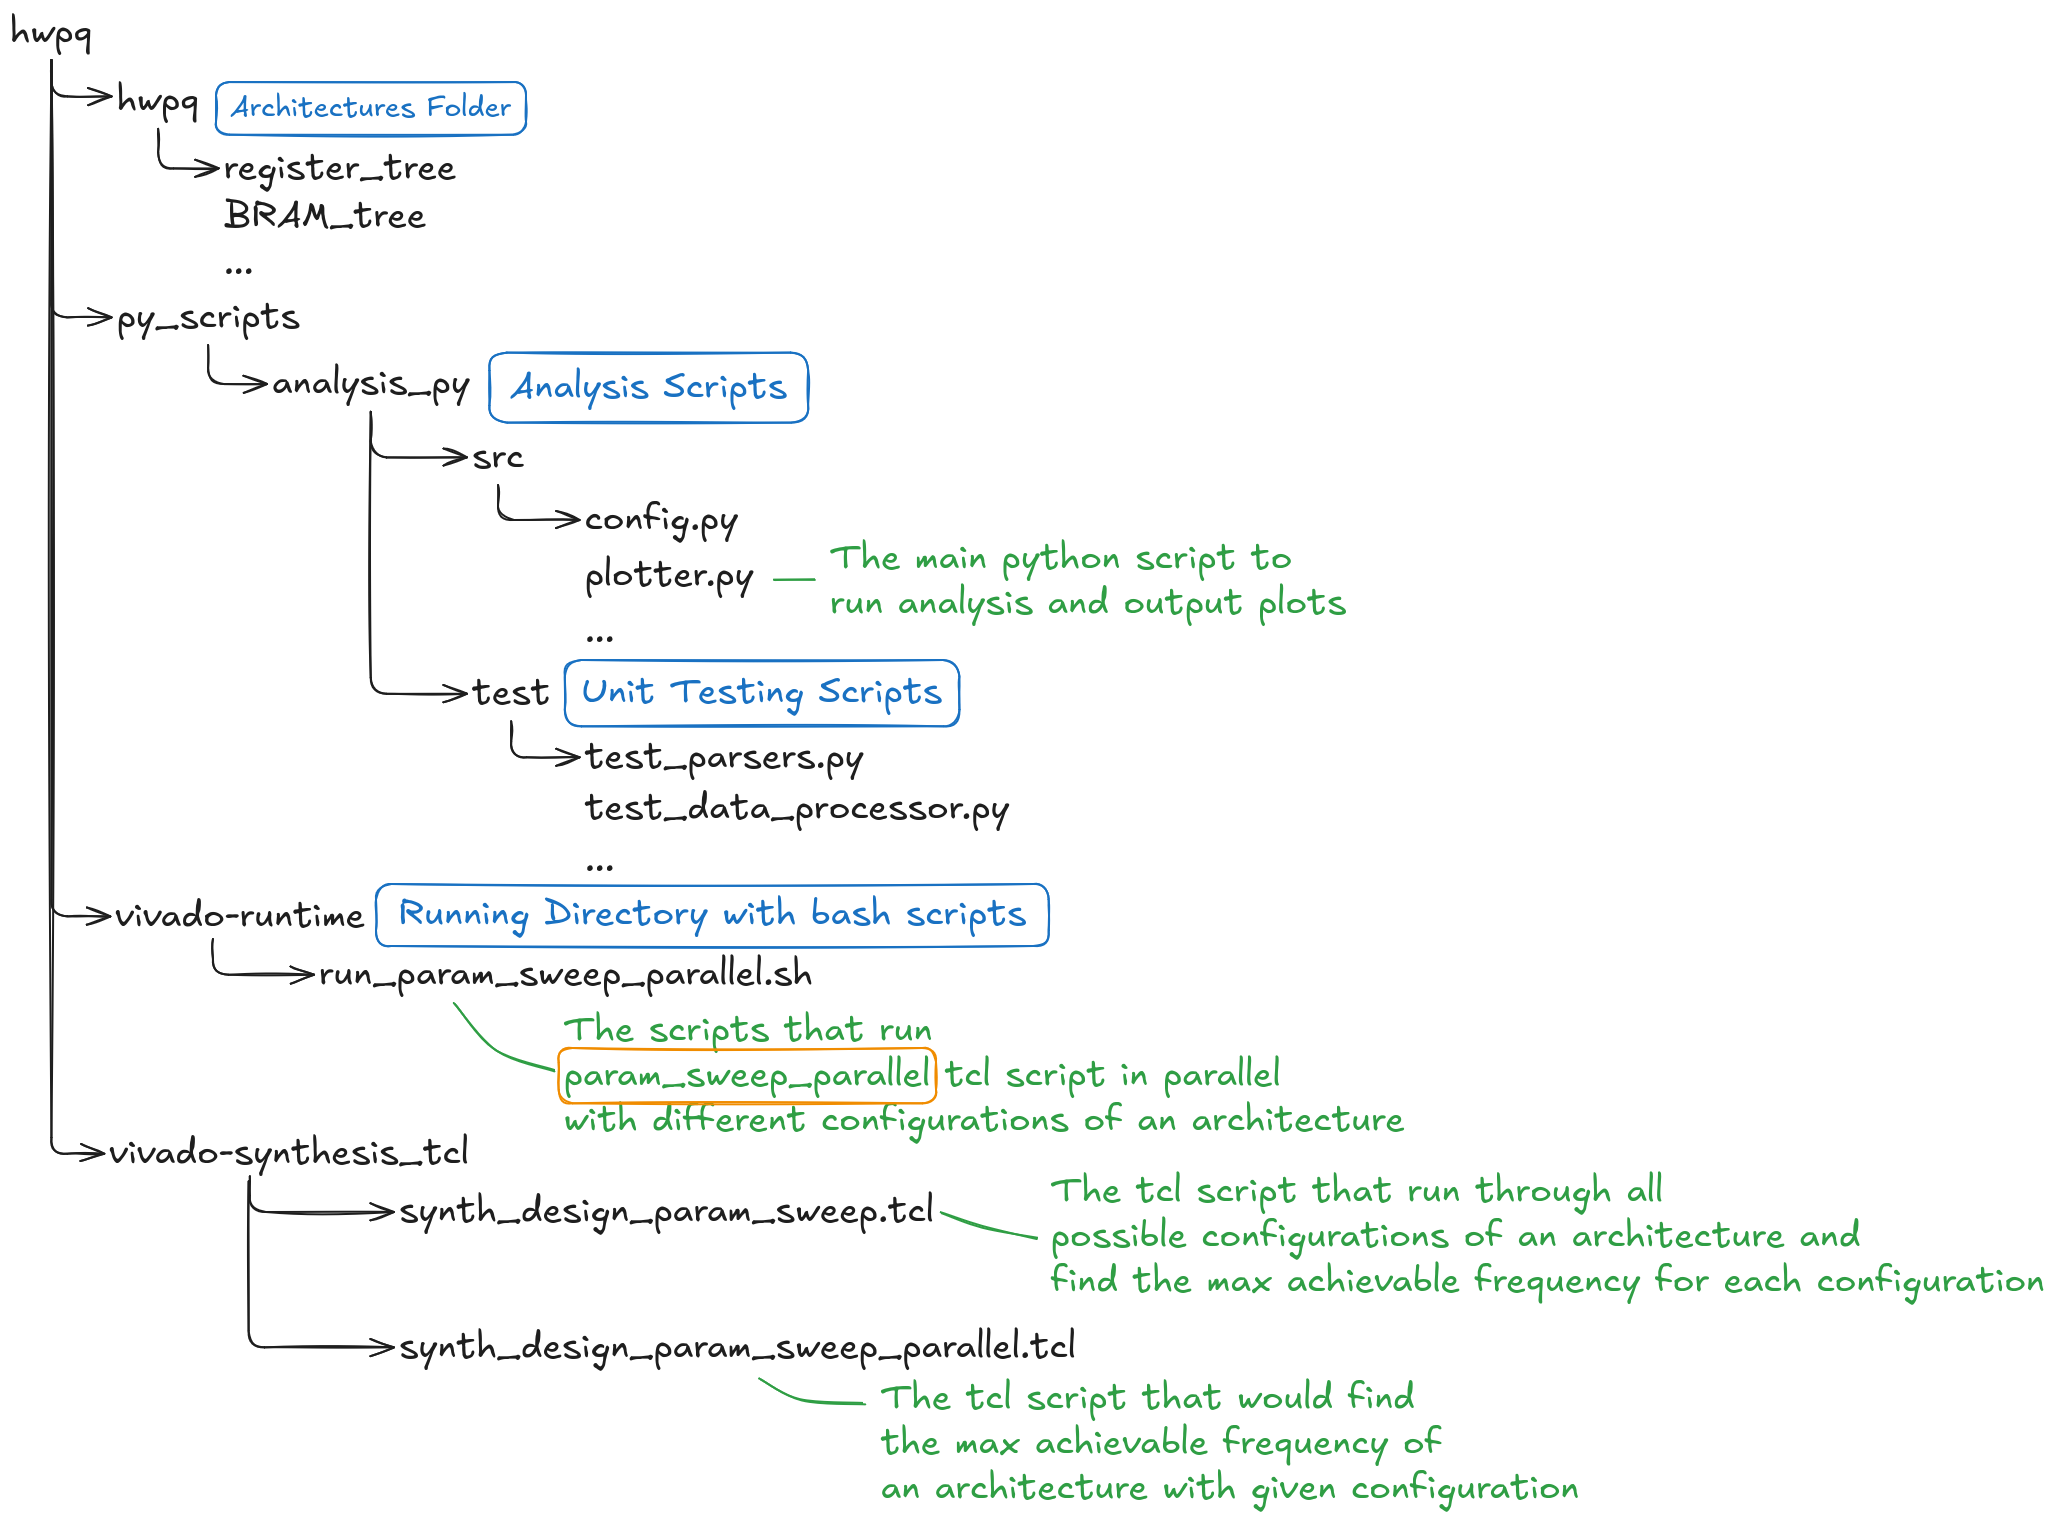 hwpq
hwpq Architectures Folder
register_tree
BRAM_tree
...
py_scripts
analysis_py Analysis Scripts
src
config.py
plotter.py
The main python script to
run analysis and output plots
...
test Unit Testing Scripts
test_parsers.py
test_data_processor.py
...
vivado-runtime Running Directory with bash scripts
run_param_sweep_parallel.sh
The scripts that run
param_sweep_parallel tcl script in parallel
with different configurations of an architecture
vivado-synthesis_tcl
synth_design_param_sweep.tcl
The tcl script that run through all
possible configurations of an architecture and
find the max achievable frequency for each configuration
synth_design_param_sweep_parallel.tcl
The tcl script that would find
the max achievable frequency of
an architecture with given configuration